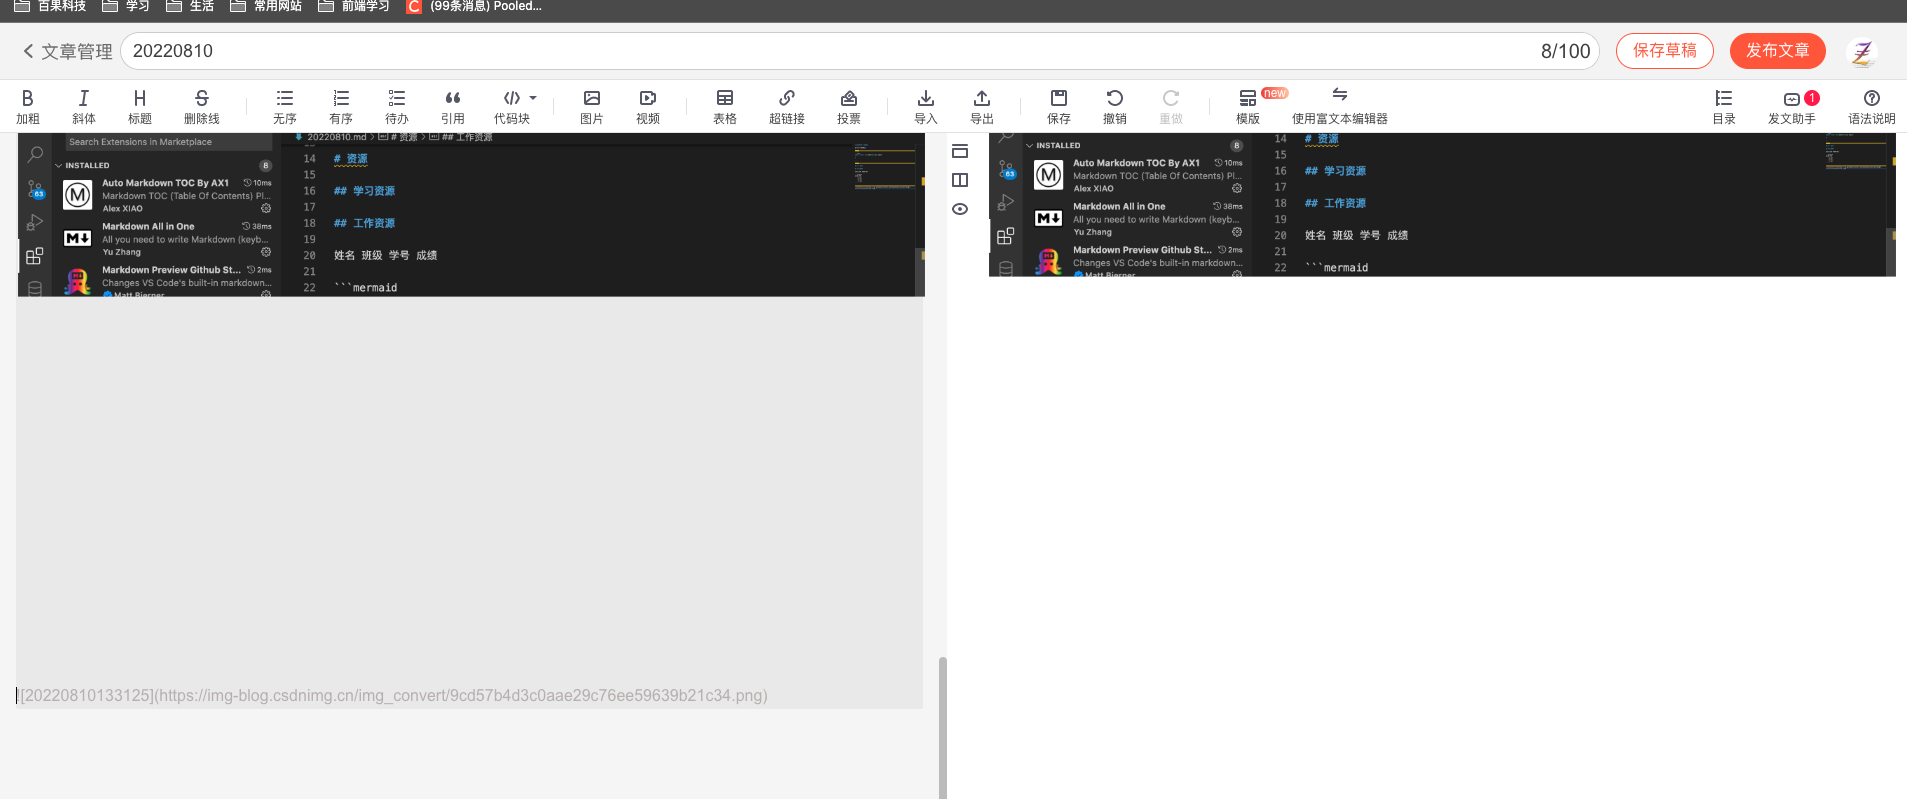 百果科技 学习 生活 常用网站 前端学习 (99条消息) Pooled...
文章管理 20220810 8/100 保存草稿 发布文章
B I H S new 1
加粗 斜体 标题 删除线 无序 有序 待办 引用 代码块 图片 视频 表格 超链接 投票 导入 导出 保存 撤销 重做 模版 使用富文本编辑器 目录 发文助手 语法说明
Search Extensions in Marketplace
INSTALLED 8
63
Auto Markdown TOC By AX1 10ms
Markdown TOC (Table Of Contents) Pl...
Alex XIAO
Markdown All in One 38ms
All you need to write Markdown (keyb...
Yu Zhang
Markdown Preview Github St... 2ms
Changes VS Code's built-in markdown...
Matt Bierner
20220810.md > # 资源 > ## 工作资源
14 # 资源
15
16 ## 学习资源
17
18 ## 工作资源
19
20 姓名 班级 学号 成绩
21
22 ```mermaid
![20220810133125](https://img-blog.csdnimg.cn/img_convert/9cd57b4d3c0aae29c76ee59639b21c34.png)
INSTALLED 8
63
Auto Markdown TOC By AX1 10ms
Markdown TOC (Table Of Contents) Pl...
Alex XIAO
Markdown All in One 38ms
All you need to write Markdown (keyb...
Yu Zhang
Markdown Preview Github St... 2ms
Changes VS Code's built-in markdown...
Matt Bierner
14 # 资源
15
16 ## 学习资源
17
18 ## 工作资源
19
20 姓名 班级 学号 成绩
21
22 ```mermaid